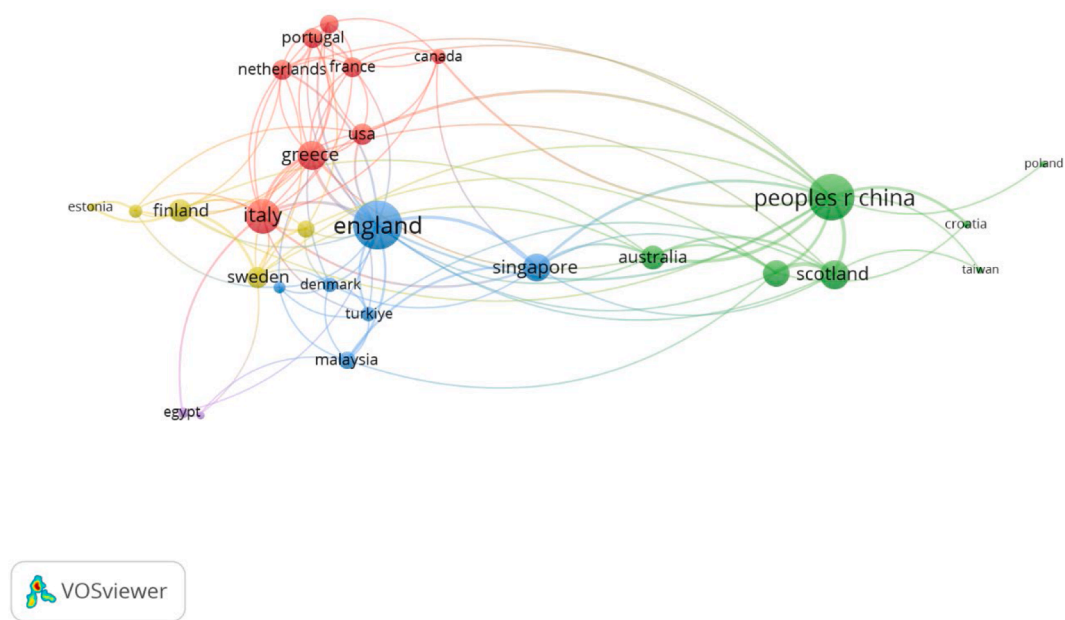 portugal
canada
netherlands
france
usa
greece
poland
estonia
finland
italy
england
peoples r china
croatia
australia
singapore
scotland
taiwan
sweden
denmark
turkiye
malaysia
egypt
VOSviewer